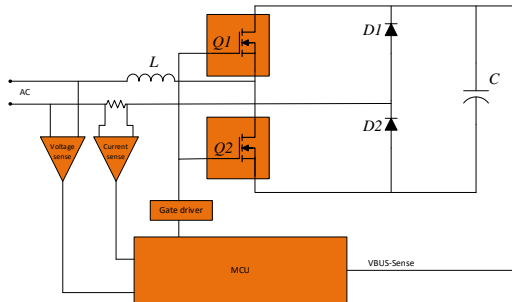 Q1
D1
L
C
AC
Voltage
sense
Current
sense
Q2
D2
Gate driver
MCU
VBUS-Sense